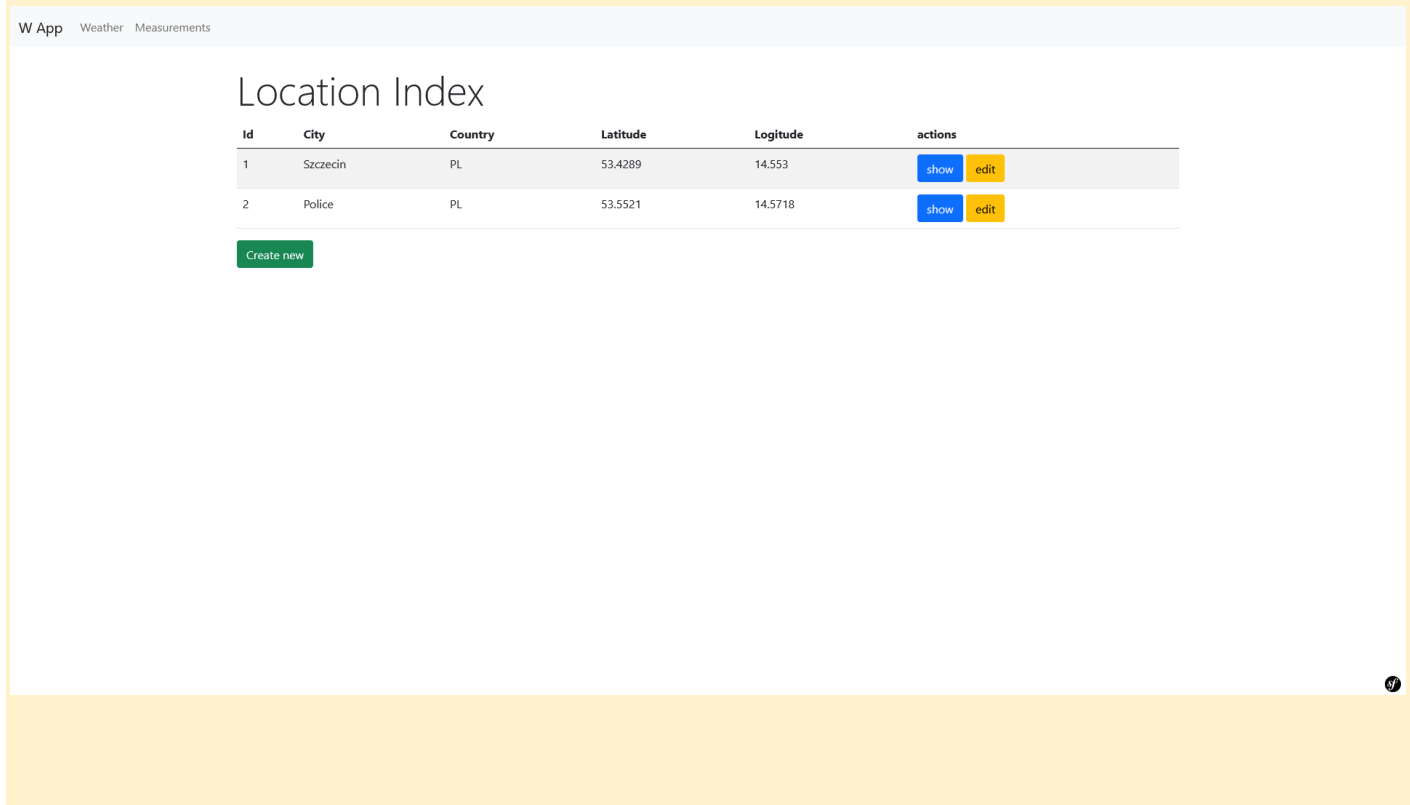 W App Weather Measurements
Location Index
Id City Country Latitude Logitude actions
1 Szczecin PL 53.4289 14.553 show edit
2 Police PL 53.5521 14.5718 show edit
Create new
sf